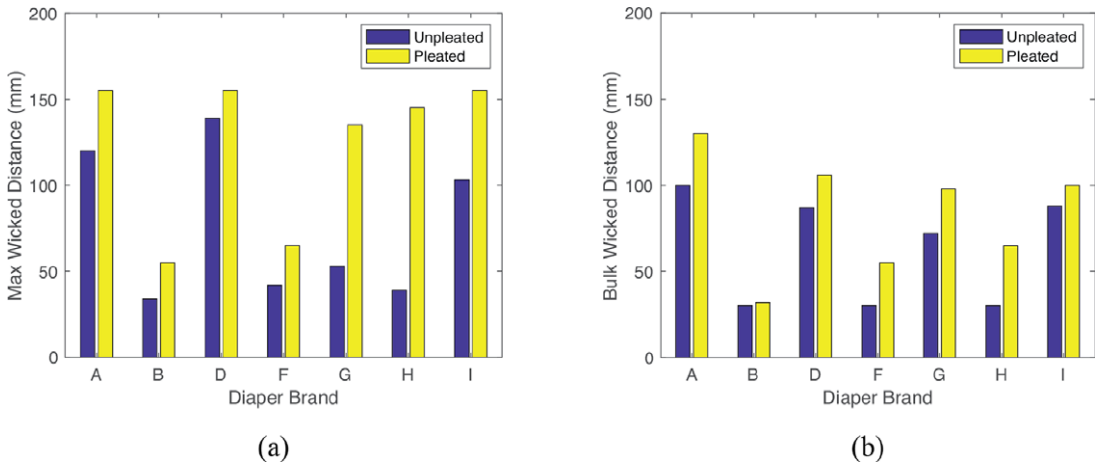 200
150
100
50
0
Max Wicked Distance (mm)
Unpleated
Pleated
A B D F G H I
Diaper Brand
(a)
200
150
100
50
0
Bulk Wicked Distance (mm)
Unpleated
Pleated
A B D F G H I
Diaper Brand
(b)